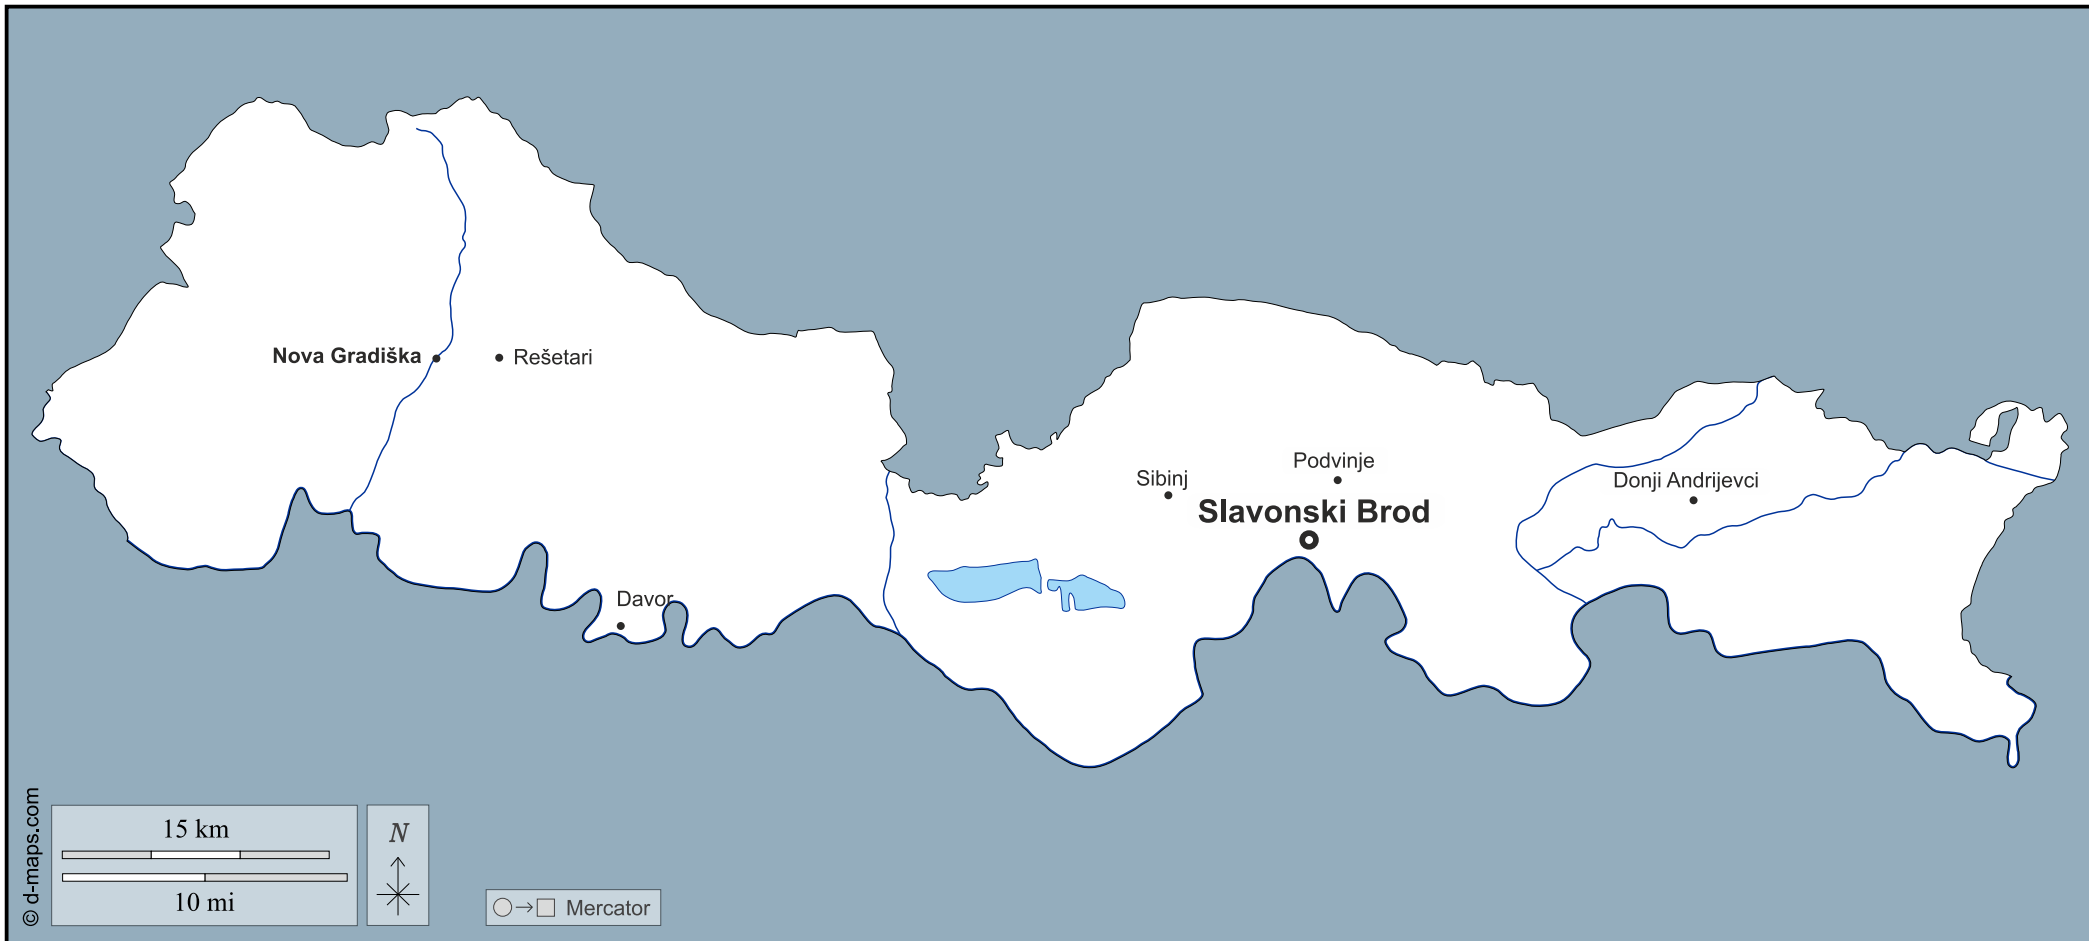 Nova Gradiška
Rešetari
Podvinje
Sibinj
Donji Andrijevci
Slavonski Brod
Davor
© d-maps.com
15 km
10 mi
N
Mercator